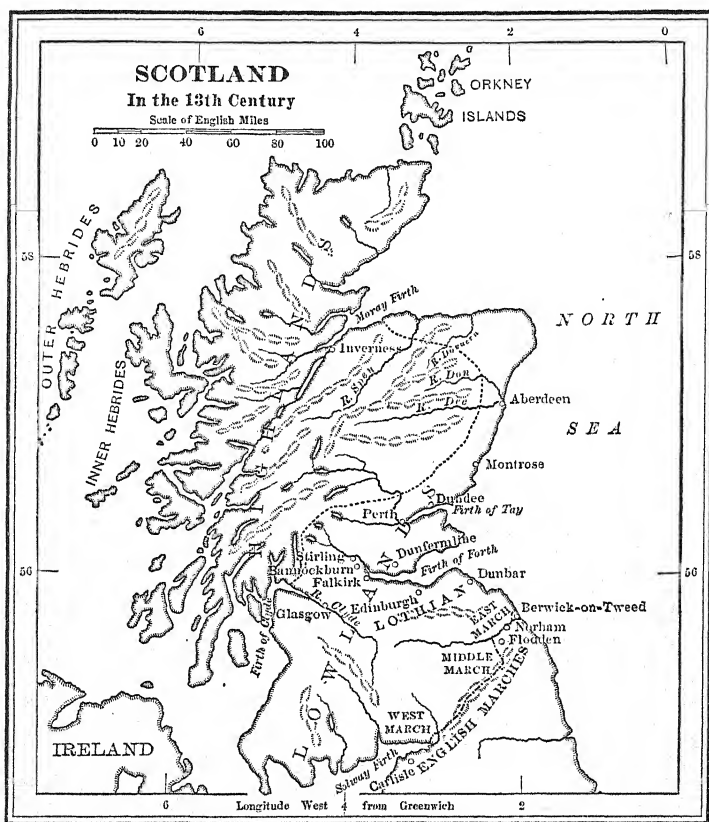 6 4 2 0
SCOTLAND
In the 13th Century
Scale of English Miles
0 10 20 40 60 80 100
ORKNEY
ISLANDS
58
58
OUTER HEBRIDES
INNER HEBRIDES
HIGHLANDS
Moray Firth
NORTH
SEA
Inverness
R. Spey
R. Doveran
R. Don
R. Dee
Aberdeen
Montrose
Dundee
Perth
Firth of Tay
LOWLANDS
Dunfermline
Stirling
Bannockburn
Firth of Forth
56
56
Falkirk
Dunbar
R. Clyde
Edinburgh
LOTHIAN
Glasgow
Firth of Clyde
EAST
MARCH
Berwick-on-Tweed
Norham
Flodden
MIDDLE
MARCH
ENGLISH MARCHES
WEST
MARCH
IRELAND
Solway Firth
Carlisle
6 Longitude West 4 from Greenwich 2